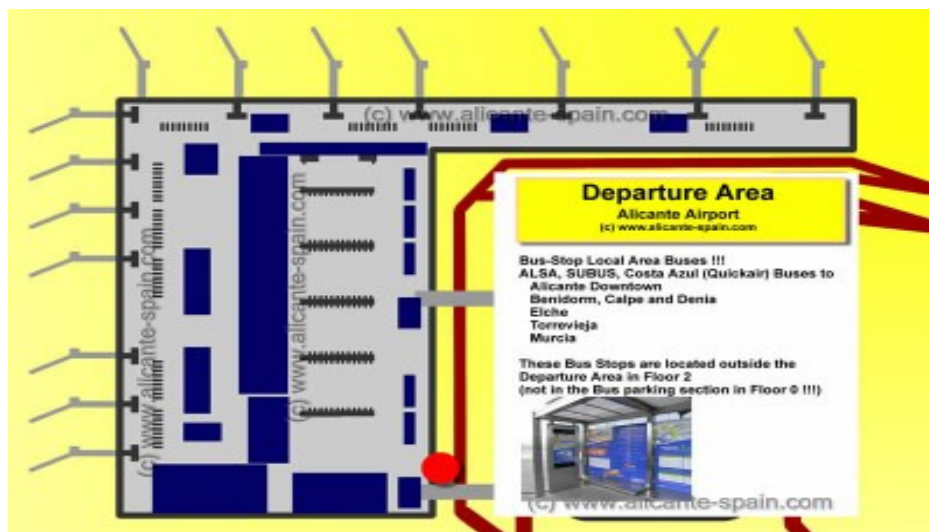 (c) www.alicante-spain.com
(c) www.alicante-spain.com
(c) www.alicante-spain.com
Departure Area
Alicante Airport
(c) www.alicante-spain.com
Bus-Stop Local Area Buses !!!
ALSA, SUBUS, Costa Azul (Quickair) Buses to
Alicante Downtown
Benidorm, Calpe and Denia
Elche
Torrevieja
Murcia
These Bus Stops are located outside the
Departure Area in Floor 2
(not in the Bus parking section in Floor 0 !!!)
(c) www.alicante-spain.com